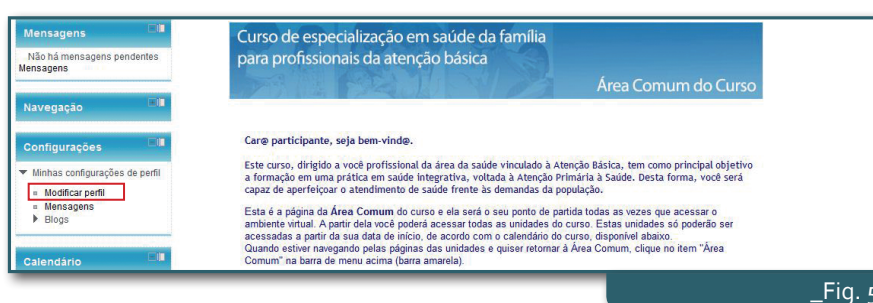 Mensagens
Não há mensagens pendentes
Mensagens
Navegação
Configurações
Minhas configurações de perfil
Modificar perfil
Mensagens
Blogs
Calendário
Curso de especialização em saúde da família
para profissionais da atenção básica
Área Comum do Curso
Car@ participante, seja bem-vind@.
Este curso, dirigido a você profissional da área da saúde vinculado à Atenção Básica, tem como principal objetivo
a formação em uma prática em saúde integrativa, voltada à Atenção Primária à Saúde. Desta forma, você será
capaz de aperfeiçoar o atendimento de saúde frente às demandas da população.
Esta é a página da Área Comum do curso e ela será o seu ponto de partida todas as vezes que acessar o
ambiente virtual. A partir dela você poderá acessar todas as unidades do curso. Estas unidades só poderão ser
acessadas a partir da sua data de início, de acordo com o calendário do curso, disponível abaixo.
Quando estiver navegando pelas páginas das unidades e quiser retornar à Área Comum, clique no item "Área
Comum" na barra de menu acima (barra amarela).
_Fig. 5